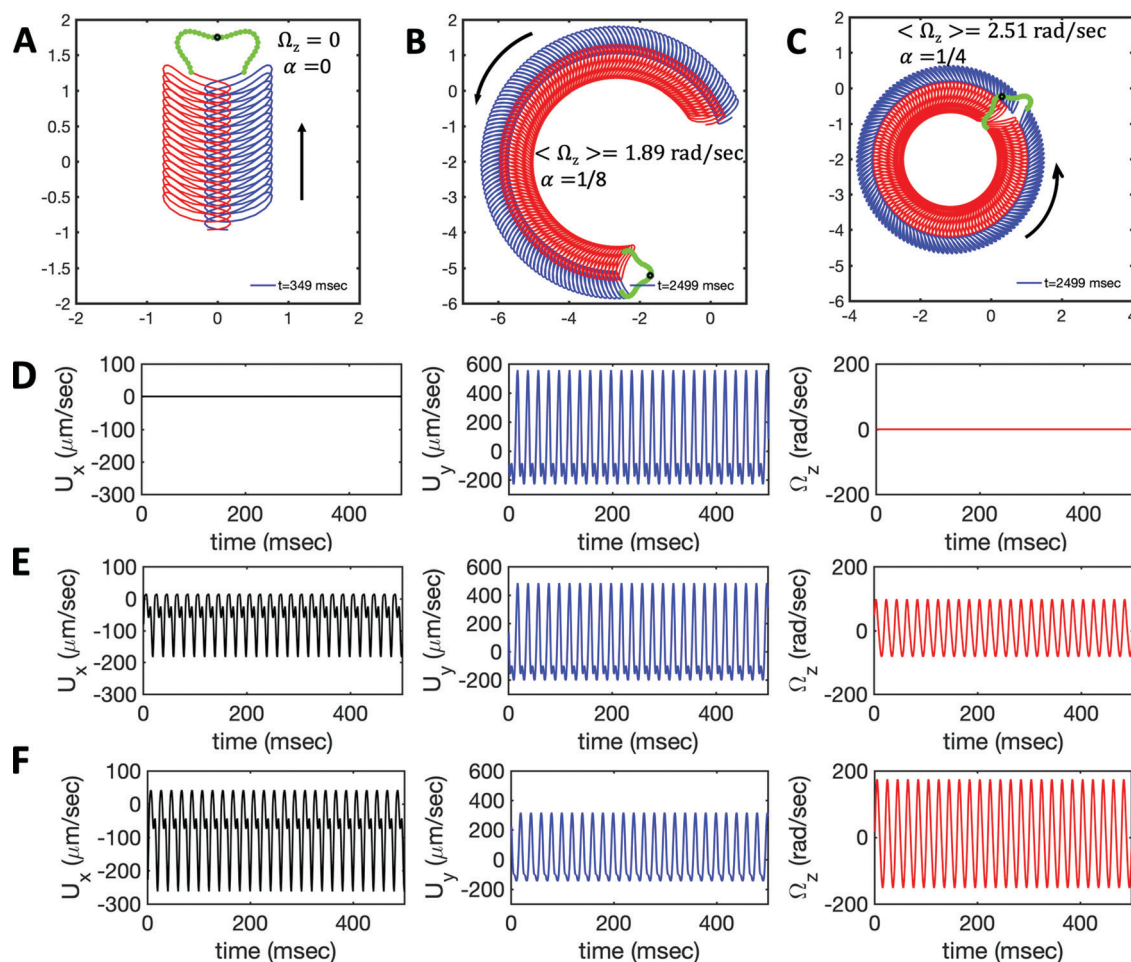 A
2
1.5
1
0.5
0
-0.5
-1
-1.5
-2
-2 -1 0 1 2
Ω_z = 0
α =0
t=349 msec
B
2
1
0
-1
-2
-3
-4
-5
-6
-6 -4 -2 0
< Ω_z >= 1.89 rad/sec
α =1/8
t=2499 msec
C
2
1
0
-1
-2
-3
-4
-5
-6
-4 -2 0 2 4
< Ω_z >= 2.51 rad/sec
α =1/4
t=2499 msec
D
U_x (μm/sec)
100
0
-100
-200
-300
0 200 400
time (msec)
U_y (μm/sec)
600
400
200
0
-200
0 200 400
time (msec)
Ω_z (rad/sec)
200
0
-200
0 200 400
time (msec)
E
U_x (μm/sec)
100
0
-100
-200
-300
0 200 400
time (msec)
U_y (μm/sec)
600
400
200
0
-200
0 200 400
time (msec)
Ω_z (rad/sec)
200
0
-200
0 200 400
time (msec)
F
U_x (μm/sec)
100
0
-100
-200
-300
0 200 400
time (msec)
U_y (μm/sec)
600
400
200
0
-200
0 200 400
time (msec)
Ω_z (rad/sec)
200
0
-200
0 200 400
time (msec)